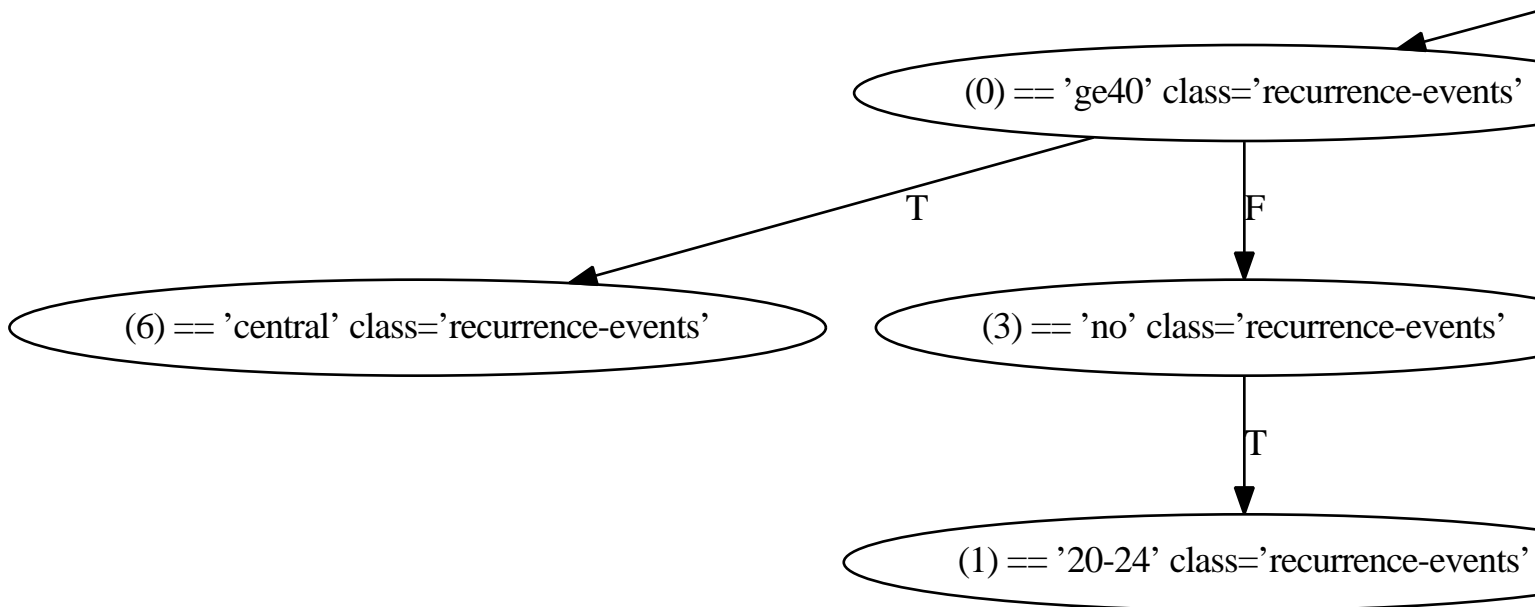 (0) == 'ge40' class=’recurrence-events’
T
F
(6) == ’central’ class=’recurrence-events’
(3) == ’no’ class=’recurrence-events’
T
(1) == ’20-24’ class=’recurrence-events’